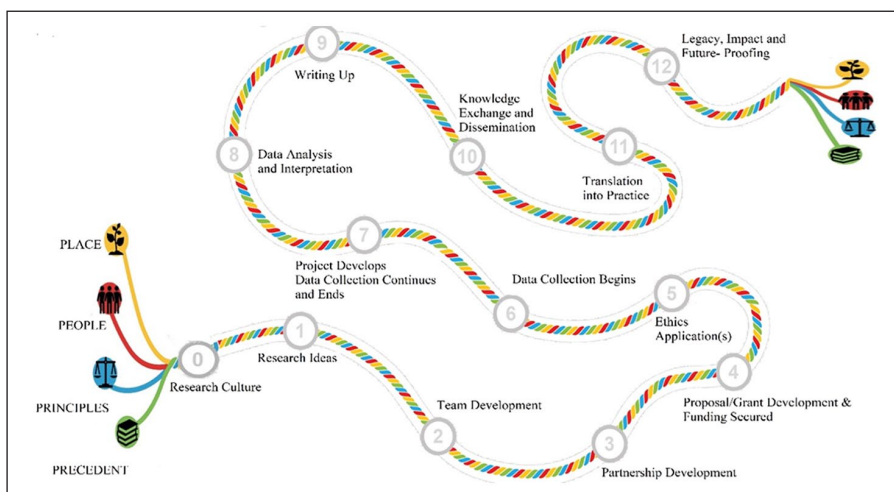 PLACE
PEOPLE
PRINCIPLES
PRECEDENT
0
Research Culture
1
Research Ideas
2
Team Development
3
Partnership Development
4
Proposal/Grant Development &
Funding Secured
5
Ethics
Application(s)
6
Data Collection Begins
7
Project Develops
Data Collection Continues
and Ends
8
Data Analysis
and Interpretation
9
Writing Up
10
Knowledge
Exchange and
Dissemination
11
Translation
into Practice
12
Legacy, Impact and
Future- Proofing